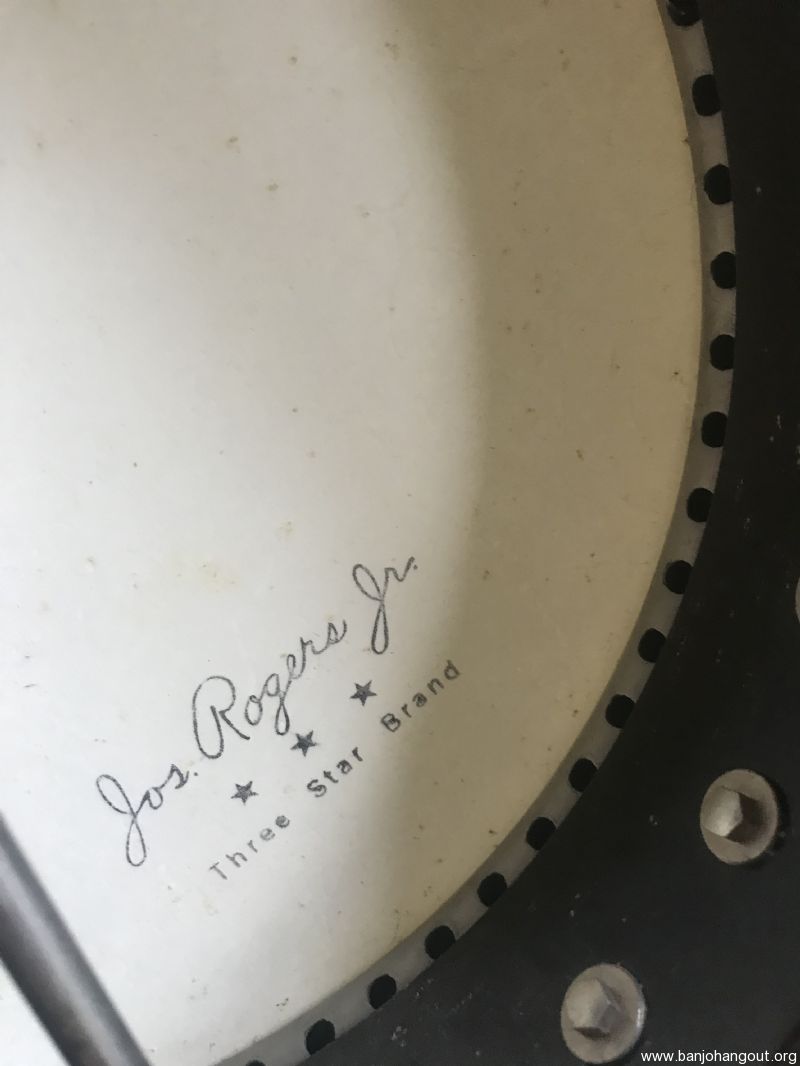 Jos. Rogers Jr.
★ ★ ★
Three Star Brand
www.banjohangout.org